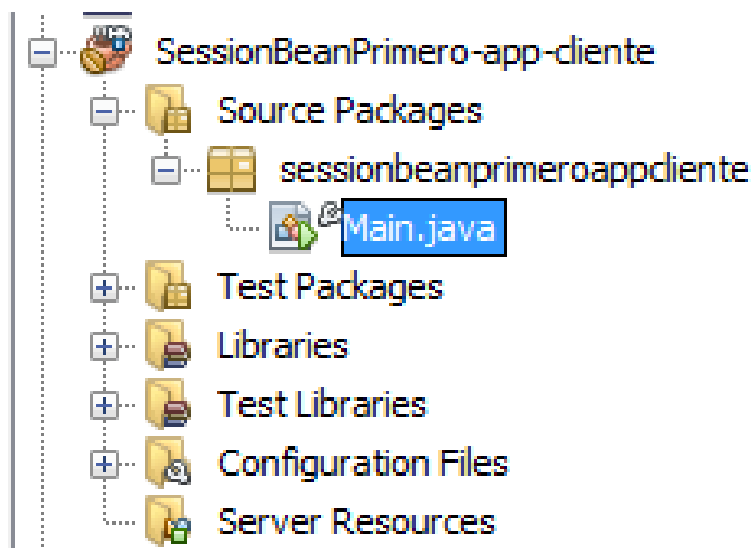 SessionBeanPrimero-app-cliente
Source Packages
sessionbeanprimeroappcliente
Main.java
Test Packages
Libraries
Test Libraries
Configuration Files
Server Resources